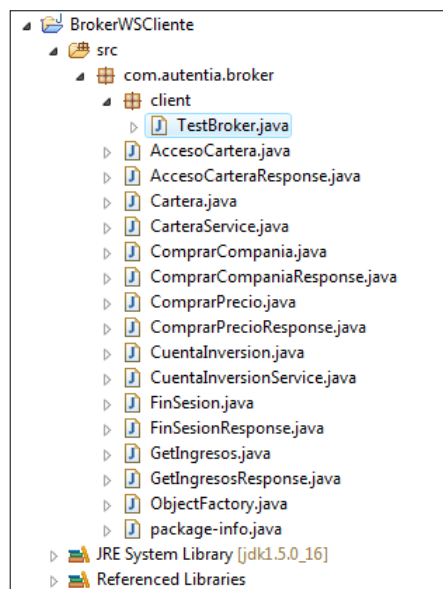 BrokerWSCliente
src
com.autentia.broker
client
TestBroker.java
AccesoCartera.java
AccesoCarteraResponse.java
Cartera.java
CarteraService.java
ComprarCompania.java
ComprarCompaniaResponse.java
ComprarPrecio.java
ComprarPrecioResponse.java
CuentaInversion.java
CuentaInversionService.java
FinSesion.java
FinSesionResponse.java
GetIngresos.java
GetIngresosResponse.java
ObjectFactory.java
package-info.java
JRE System Library [jdk1.5.0_16]
Referenced Libraries